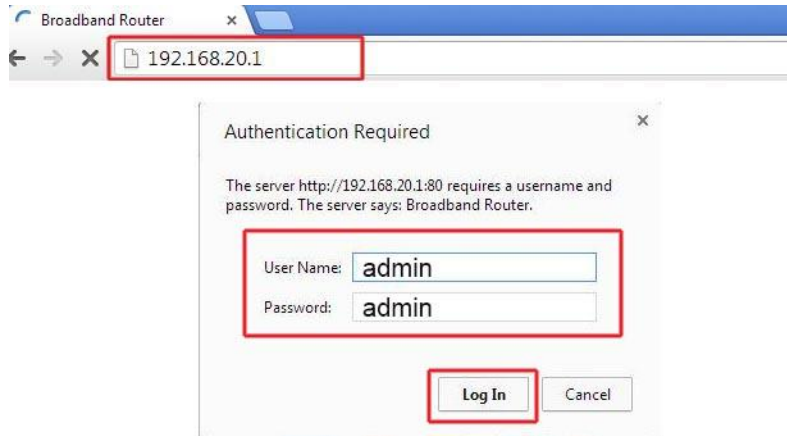 Broadband Router
192.168.20.1
Authentication Required
The server http://192.168.20.1:80 requires a username and
password. The server says: Broadband Router.
User Name: admin
Password: admin
Log In Cancel